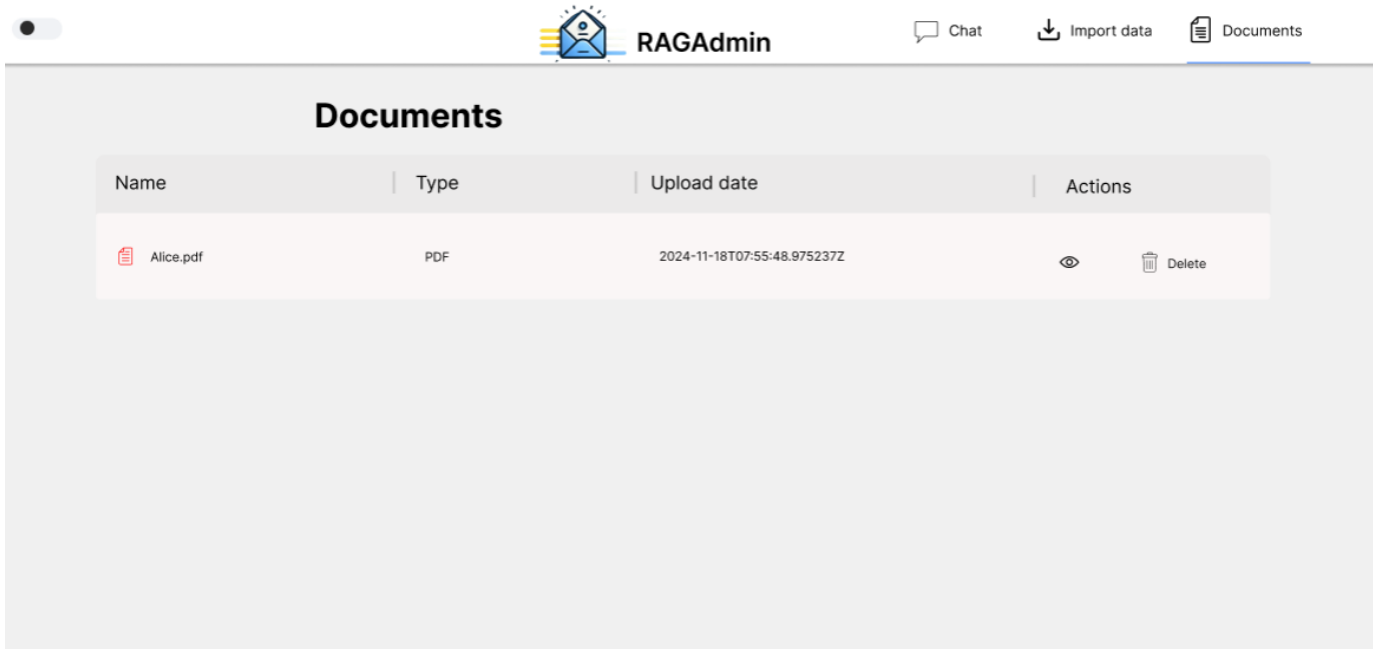 RAGAdmin
Chat
Import data
Documents
Documents
Name
Type
Upload date
Actions
Alice.pdf
PDF
2024-11-18T07:55:48.975237Z
Delete